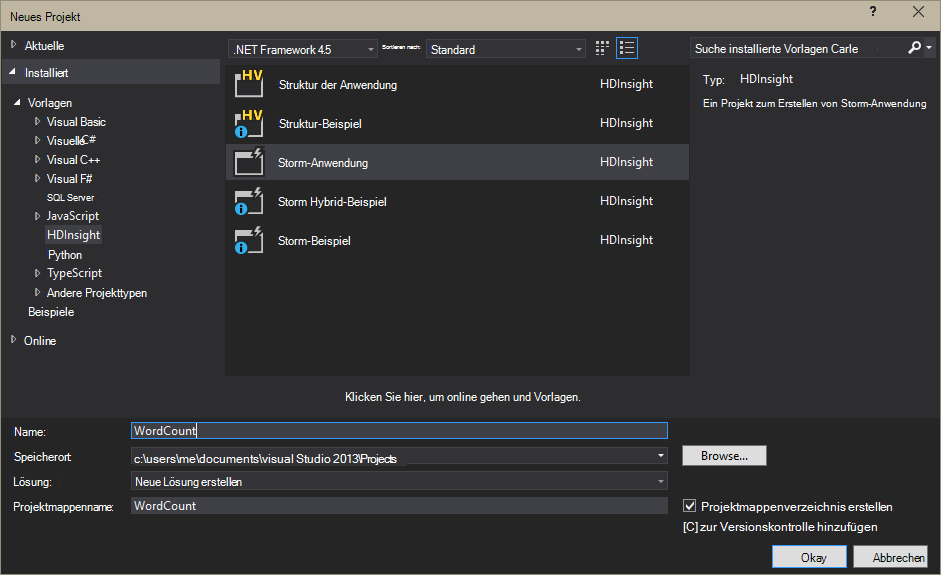 Neues Projekt
?
Aktuelle
Installiert
Vorlagen
Visual Basic
Visuelle C#
Visual C++
Visual F#
SQL Server
JavaScript
HDInsight
Python
TypeScript
Andere Projekttypen
Beispiele
Online
.NET Framework 4.5
Sortieren nach:
Standard
HV Struktur der Anwendung HDInsight
HV Struktur-Beispiel HDInsight
Storm-Anwendung HDInsight
Storm Hybrid-Beispiel HDInsight
Storm-Beispiel HDInsight
Klicken Sie hier, um online gehen und Vorlagen.
Suche installierte Vorlagen Carle
Typ: HDInsight
Ein Projekt zum Erstellen von Storm-Anwendung
Name: WordCount
Speicherort c:\users\me\documents\visual Studio 2013\Projects
Browse...
Lösung: Neue Lösung erstellen
Projektmappenname: WordCount
Projektmappenverzeichnis erstellen
[C] zur Versionskontrolle hinzufügen
Okay
Abbrechen